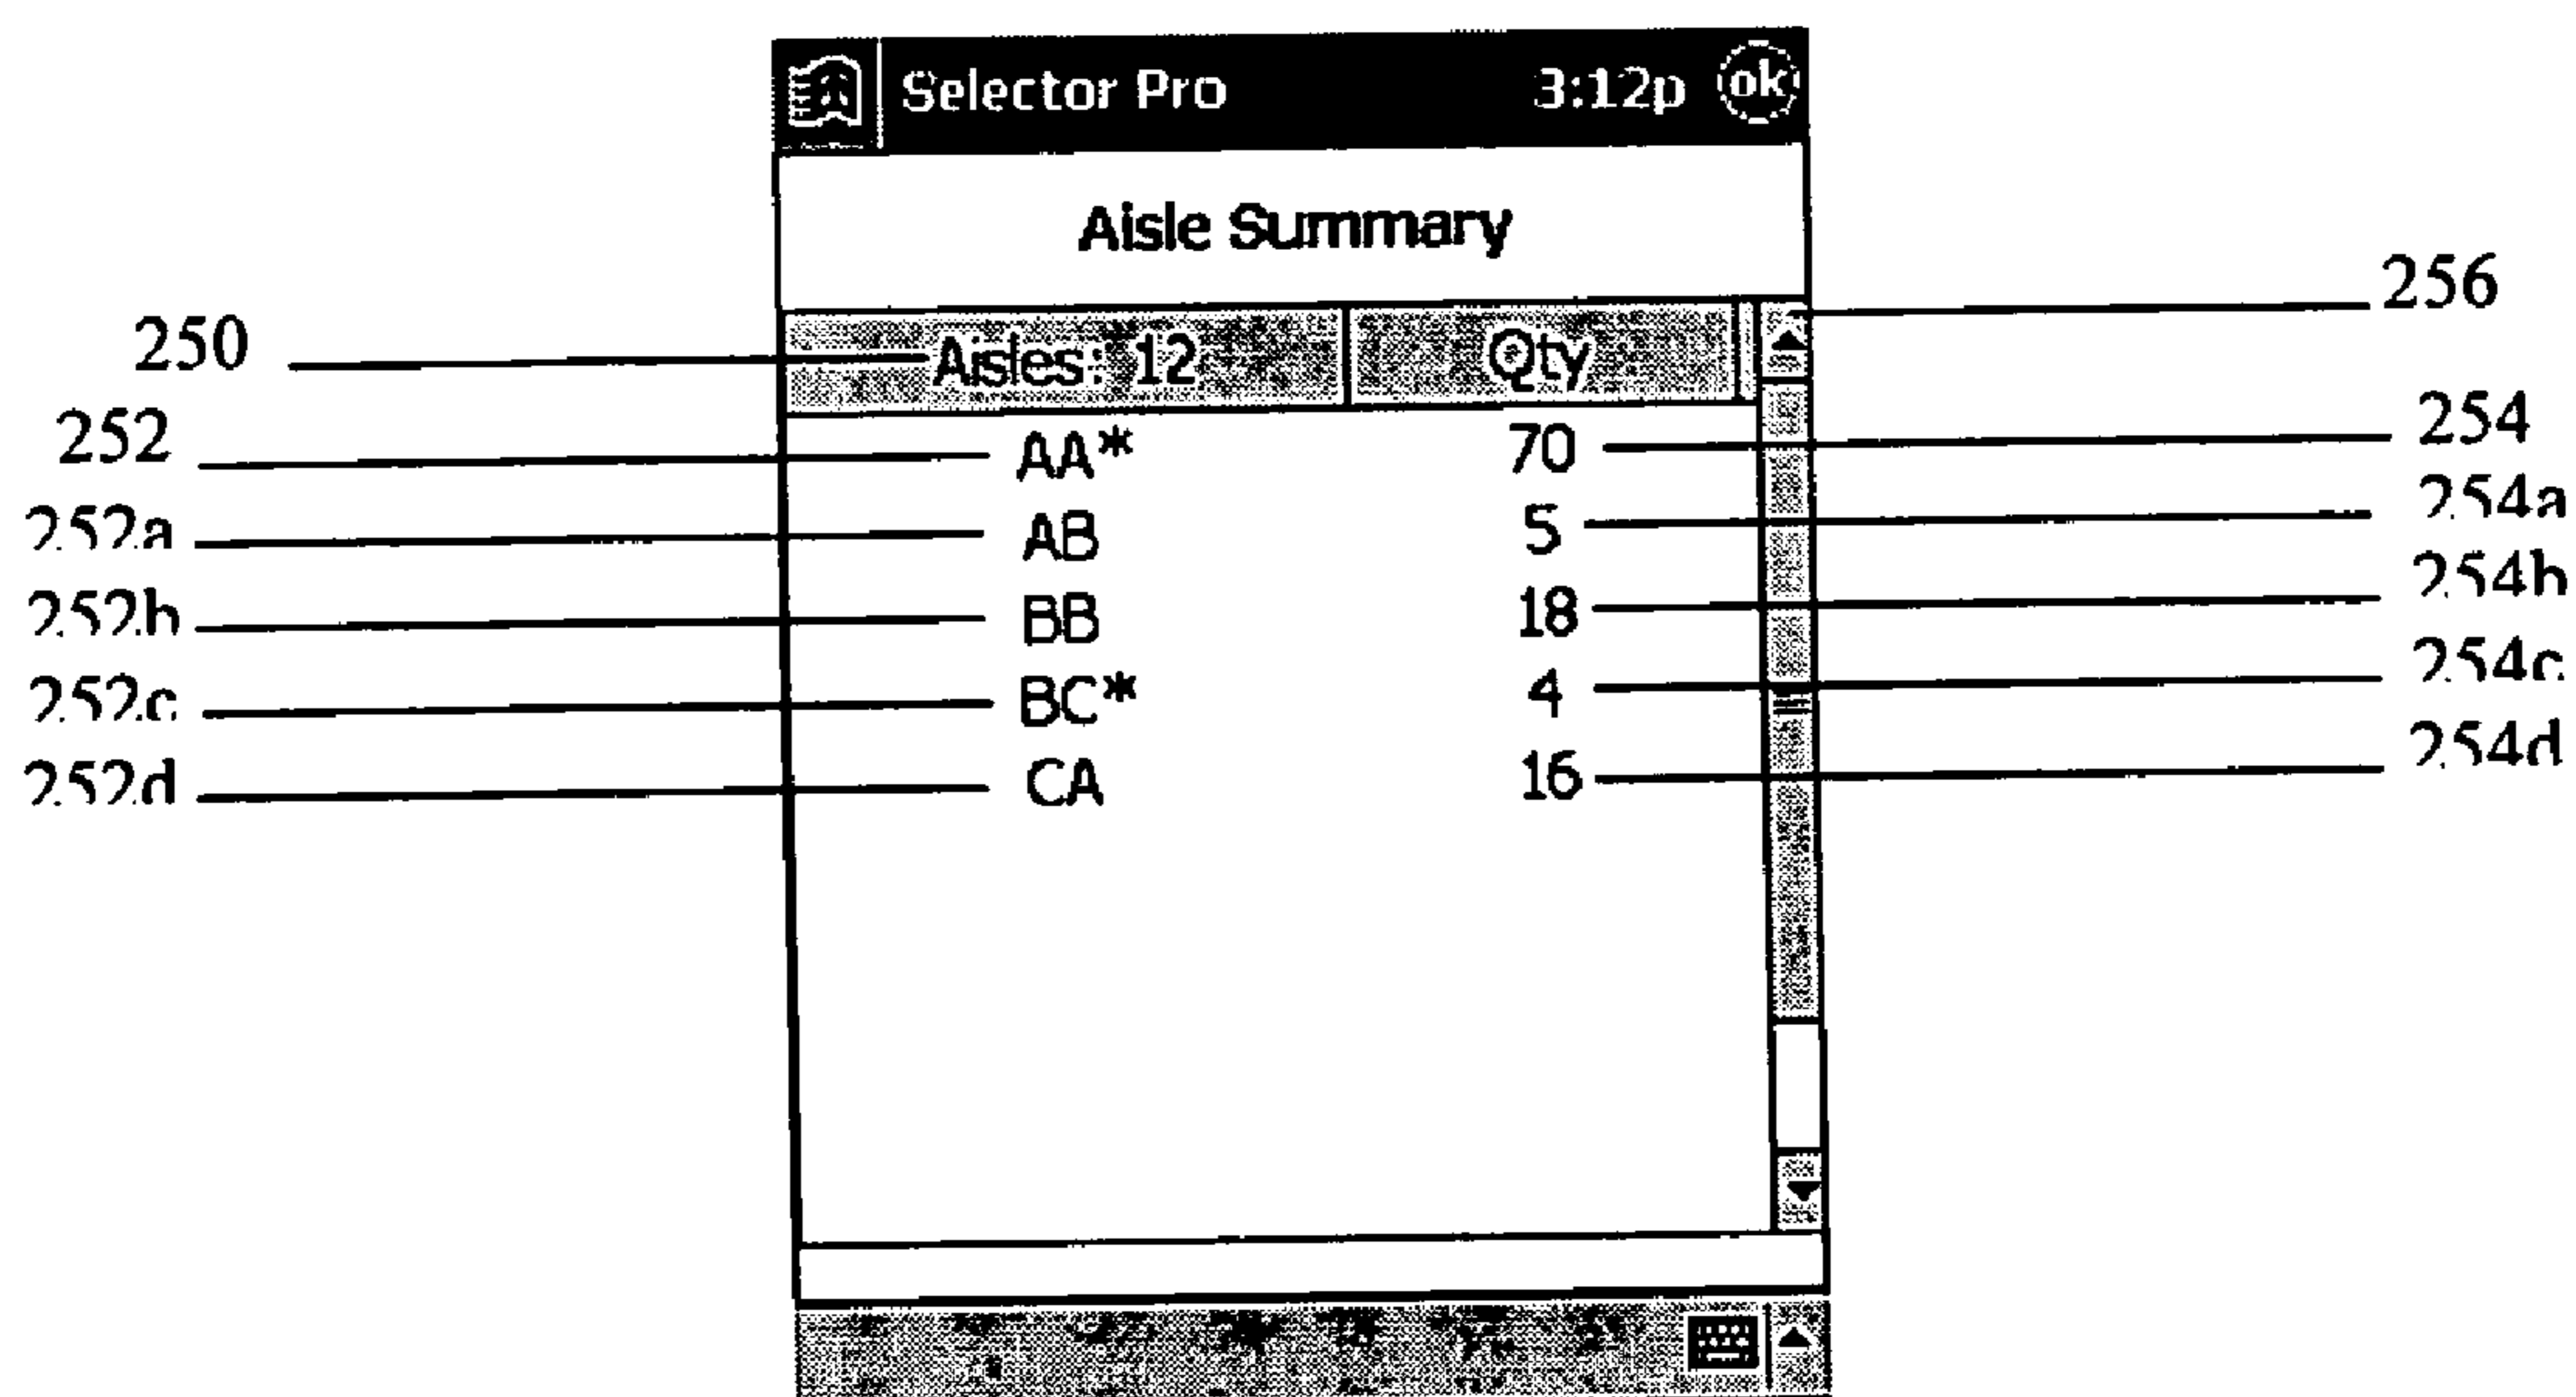 Selector Pro 3:12p ok
Aisle Summary
256
250 Aisles: 12 Qty
252 AA* 70 254
252a AB 5 254a
252b BB 18 254b
252c BC* 4 254c
252d CA 16 254d